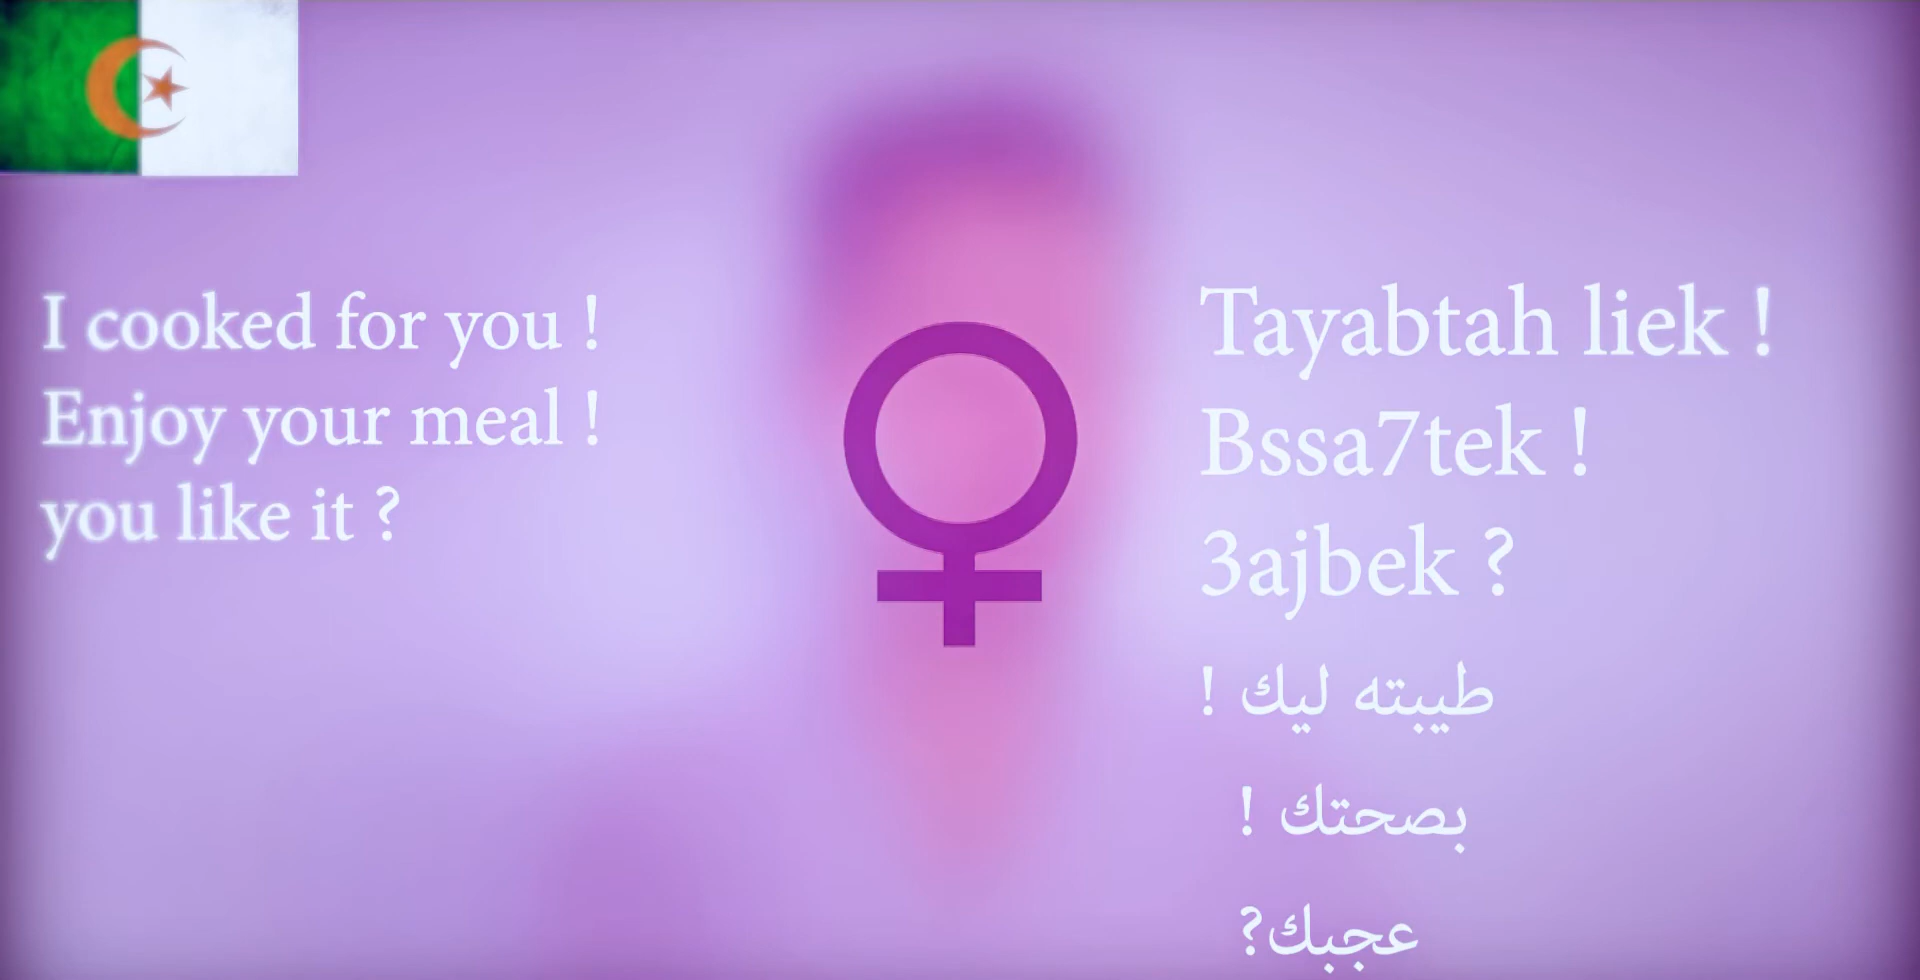 I cooked for you !
Enjoy your meal !
you like it ?
Tayabtah liek !
Bssa7tek !
3ajbek ?
طيبته ليك !
بصحتك !
عجبك?